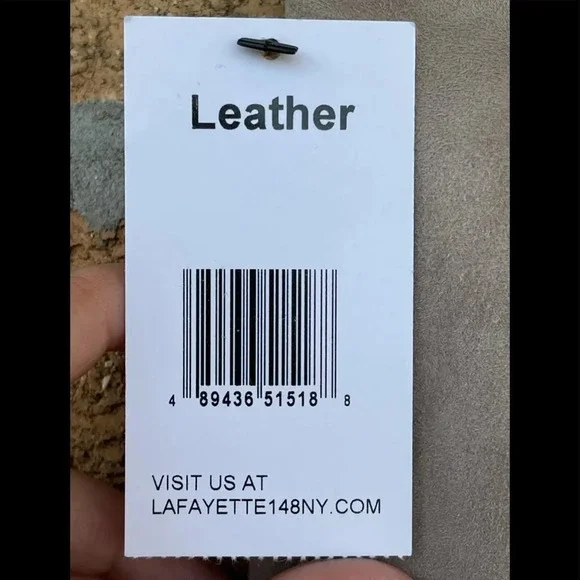 Leather
4 89436 51518 8
VISIT US AT
LAFAYETTE148NY.COM